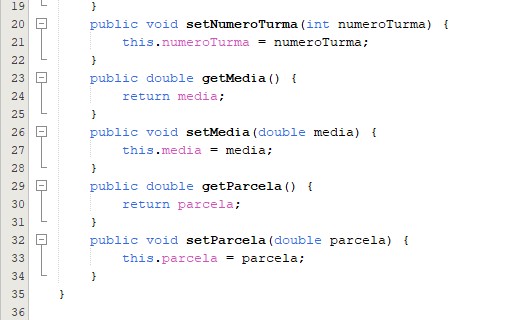 19 }
20 public void setNumeroTurma(int numeroTurma) {
21 this.numeroTurma = numeroTurma;
22 }
23 public double getMedia() {
24 return media;
25 }
26 public void setMedia(double media) {
27 this.media = media;
28 }
29 public double getParcela() {
30 return parcela;
31 }
32 public void setParcela(double parcela) {
33 this.parcela = parcela;
34 }
35 }
36